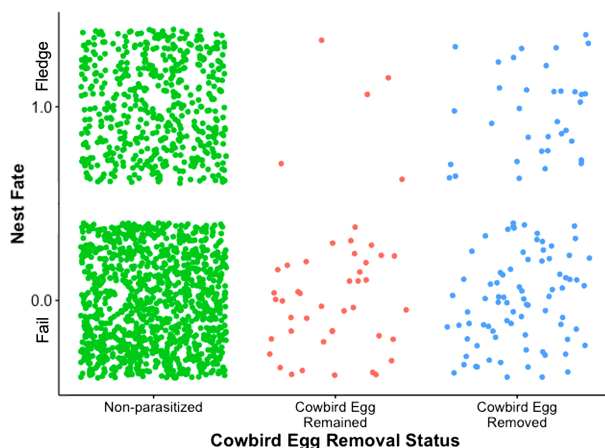 Nest Fate
Fledge
1.0
0.0
Fail
Non-parasitized
Cowbird Egg
Remained
Cowbird Egg
Removed
Cowbird Egg Removal Status